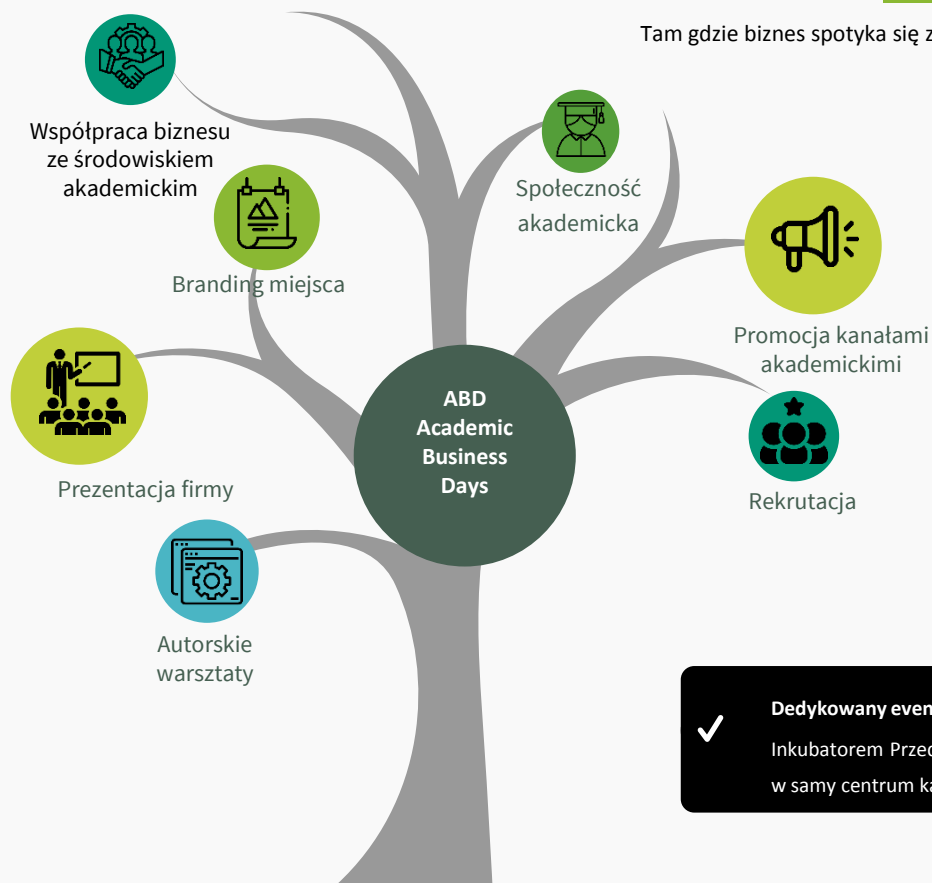 Tam gdzie biznes spotyka się z
Współpraca biznesu
ze środowiskiem
akademickim
Społeczność
akademicka
Branding miejsca
Promocja kanałami
akademickimi
ABD
Academic
Business
Days
Prezentacja firmy
Rekrutacja
Autorskie
warsztaty
Dedykowany even
Inkubatorem Przed
w samy centrum ka